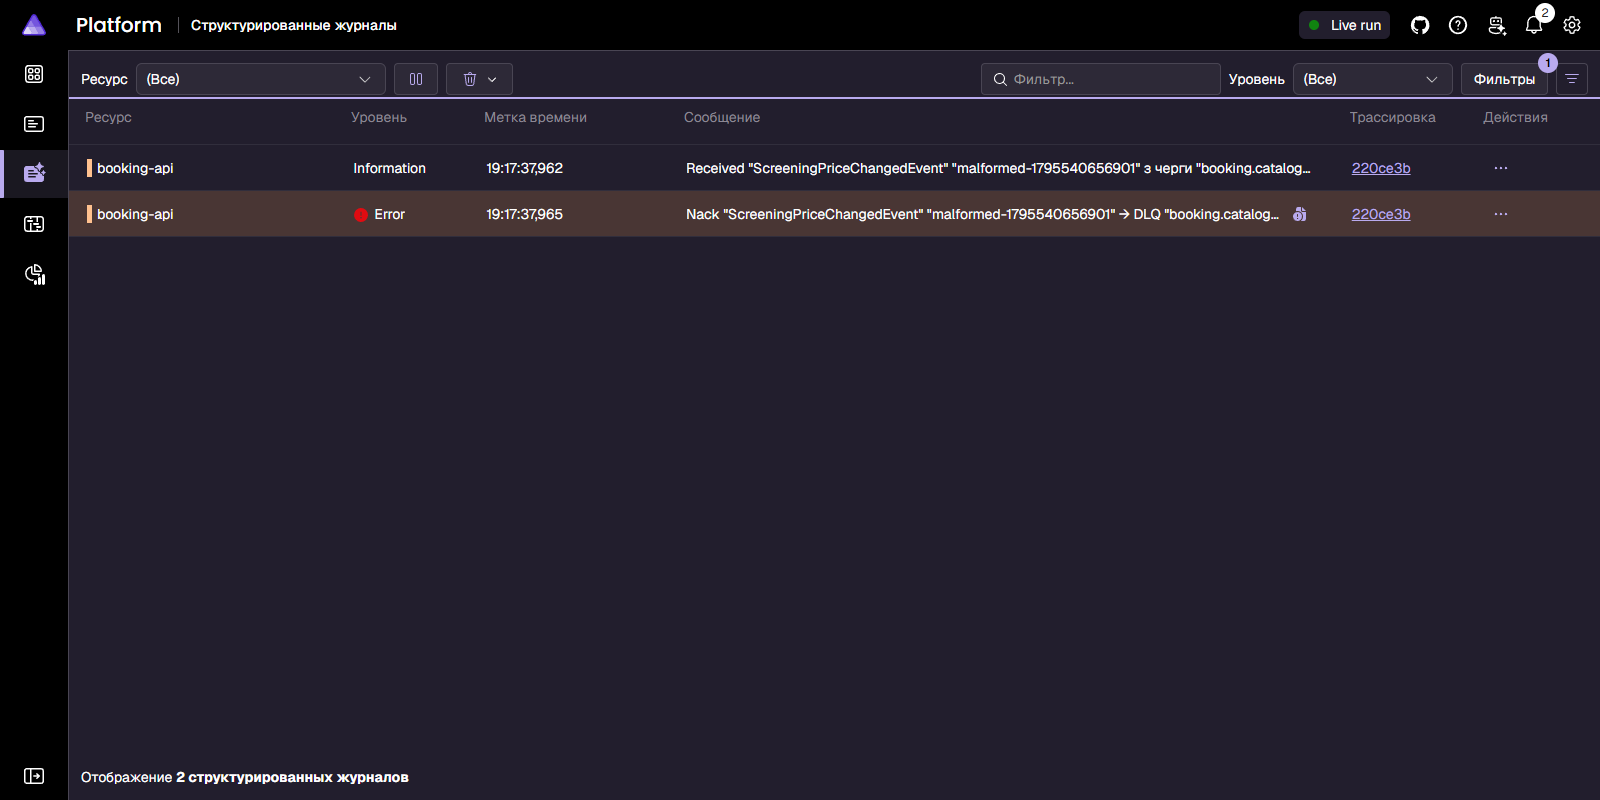 Platform | Структурированные журналы
Live run
2
Ресурс (Все)
Фильтр...
Уровень (Все)
Фильтры
1
Ресурс Уровень Метка времени Сообщение Трассировка Действия
booking-api Information 19:17:37,962 Received "ScreeningPriceChangedEvent" "malformed-1795540656901" з черги "booking.catalog... 220ce3b ...
booking-api Error 19:17:37,965 Nack "ScreeningPriceChangedEvent" "malformed-1795540656901" → DLQ "booking.catalog... 220ce3b ...
Отображение 2 структурированных журналов